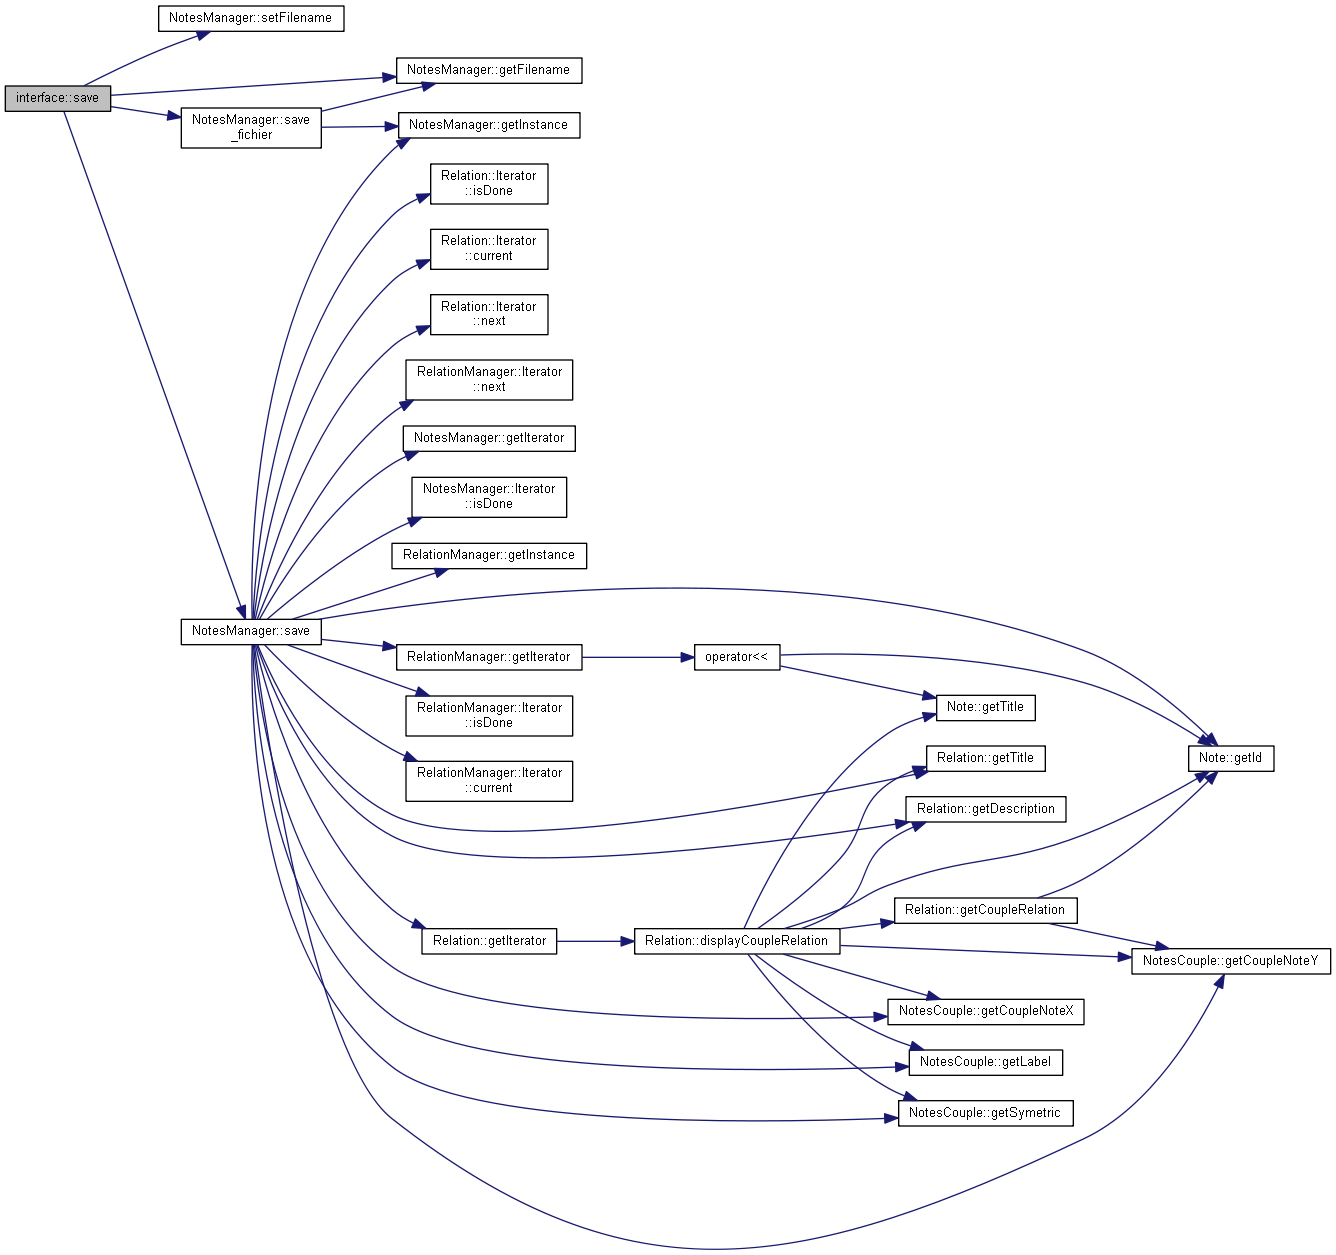 NotesManager::setFilename
NotesManager::getFilename
interface::save
NotesManager::save
_fichier
NotesManager::getInstance
Relation::Iterator
::isDone
Relation::Iterator
::current
Relation::Iterator
::next
RelationManager::Iterator
::next
NotesManager::getIterator
NotesManager::Iterator
::isDone
RelationManager::getInstance
NotesManager::save
RelationManager::getIterator
operator<<
Note::getTitle
RelationManager::Iterator
::isDone
Relation::getTitle
Note::getId
RelationManager::Iterator
::current
Relation::getDescription
Relation::getCoupleRelation
Relation::getIterator
Relation::displayCoupleRelation
NotesCouple::getCoupleNoteY
NotesCouple::getCoupleNoteX
NotesCouple::getLabel
NotesCouple::getSymetric